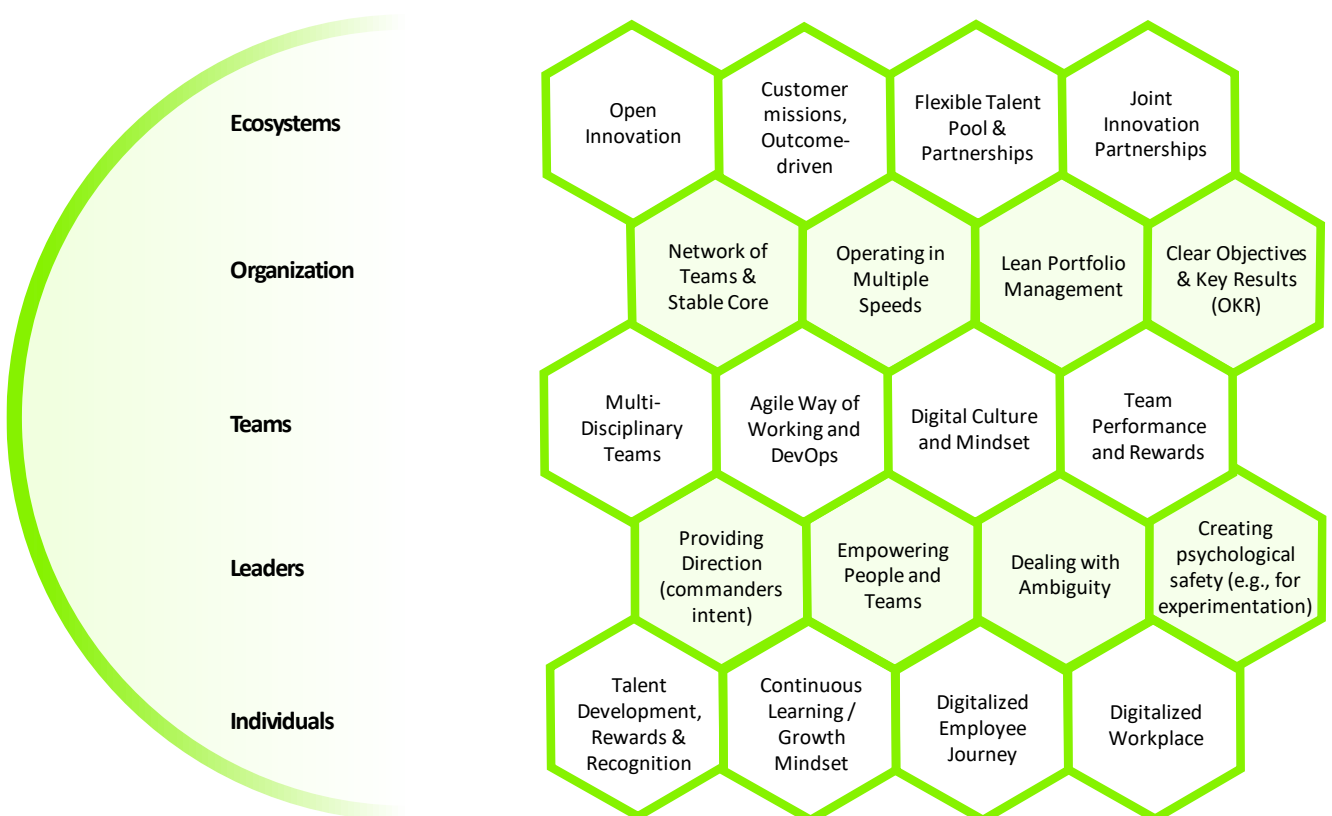 Ecosystems
Open
Innovation
Customer
missions,
Outcome-
driven
Flexible Talent
Pool &
Partnerships
Joint
Innovation
Partnerships
Organization
Network of
Teams &
Stable Core
Operating in
Multiple
Speeds
Lean Portfolio
Management
Clear Objectives
& Key Results
(OKR)
Teams
Multi-
Disciplinary
Teams
Agile Way of
Working and
DevOps
Digital Culture
and Mindset
Team
Performance
and Rewards
Leaders
Providing
Direction
(commanders
intent)
Empowering
People and
Teams
Dealing with
Ambiguity
Creating
psychological
safety (e.g., for
experimentation)
Individuals
Talent
Development,
Rewards &
Recognition
Continuous
Learning /
Growth
Mindset
Digitalized
Employee
Journey
Digitalized
Workplace